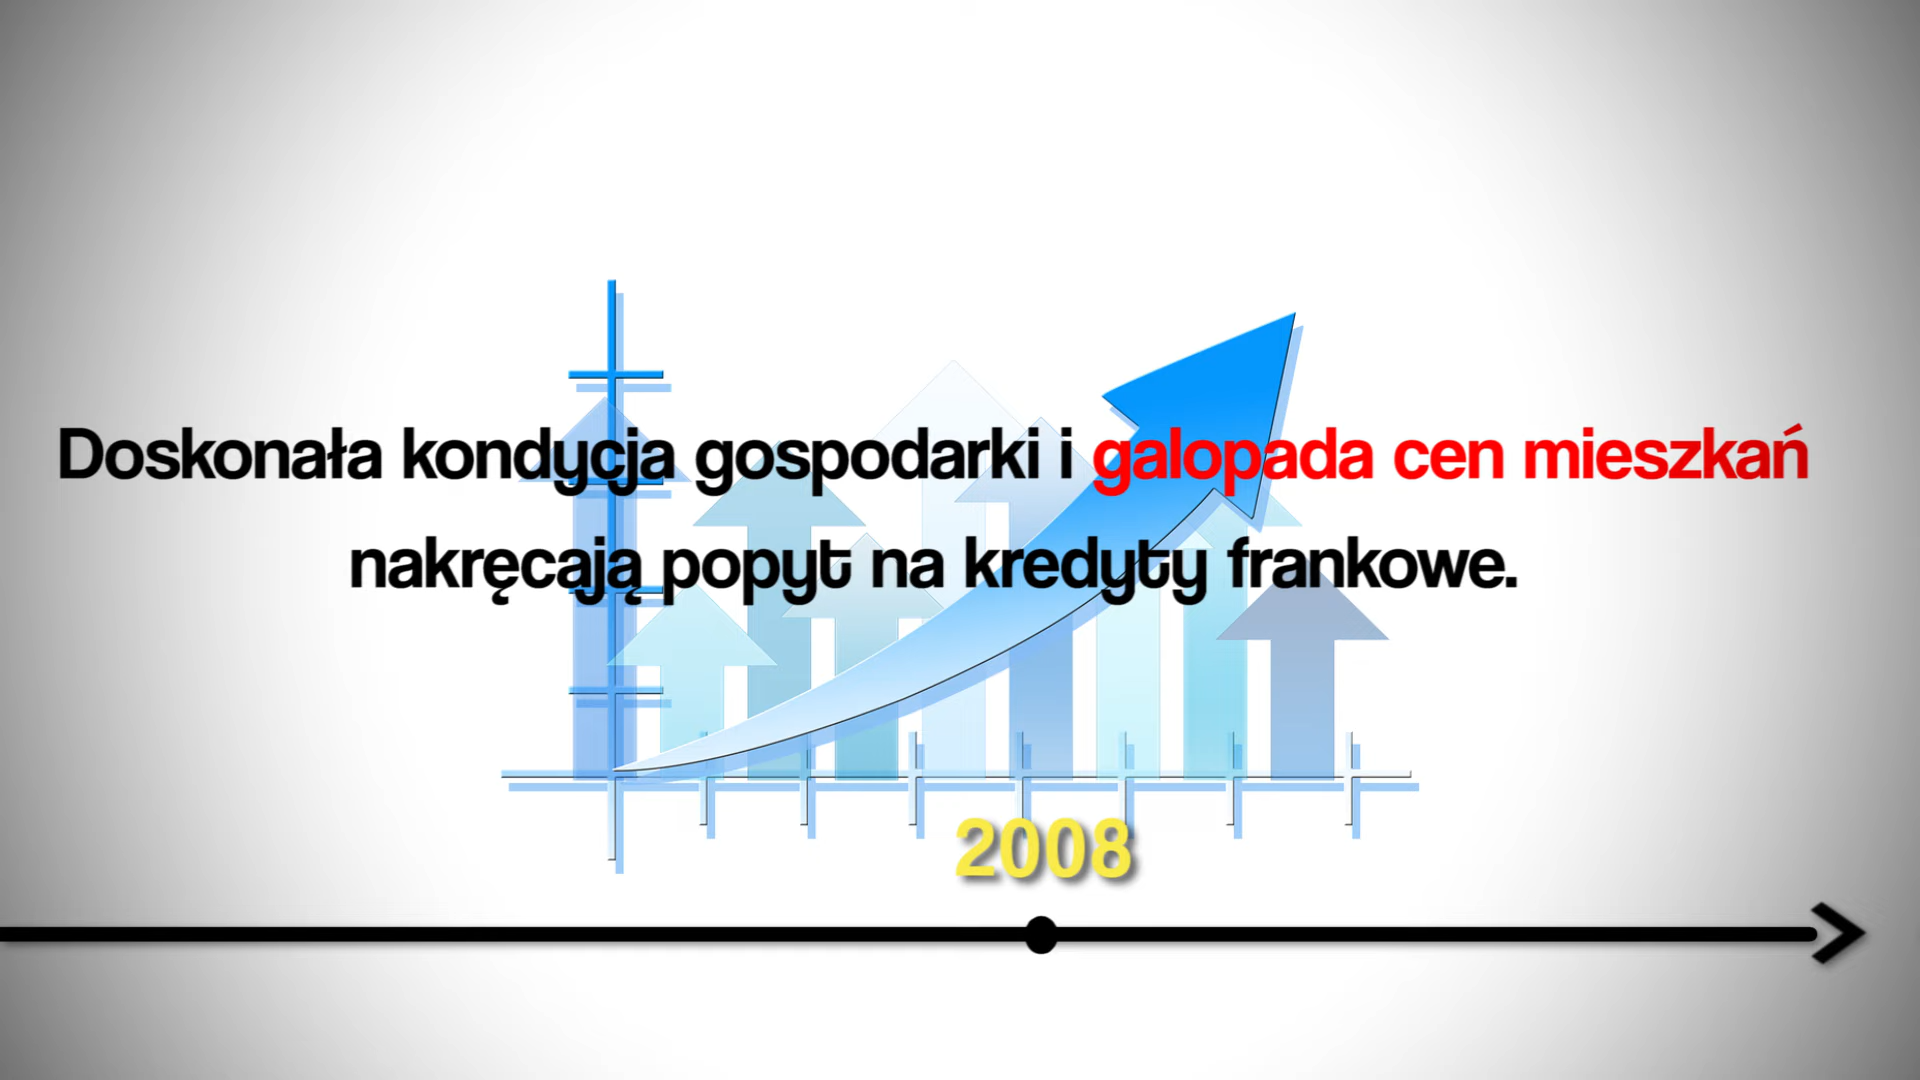 Doskonała kondycja gospodarki i galopada cen mieszkań
nakręcają popyt na kredyty frankowe.
2008